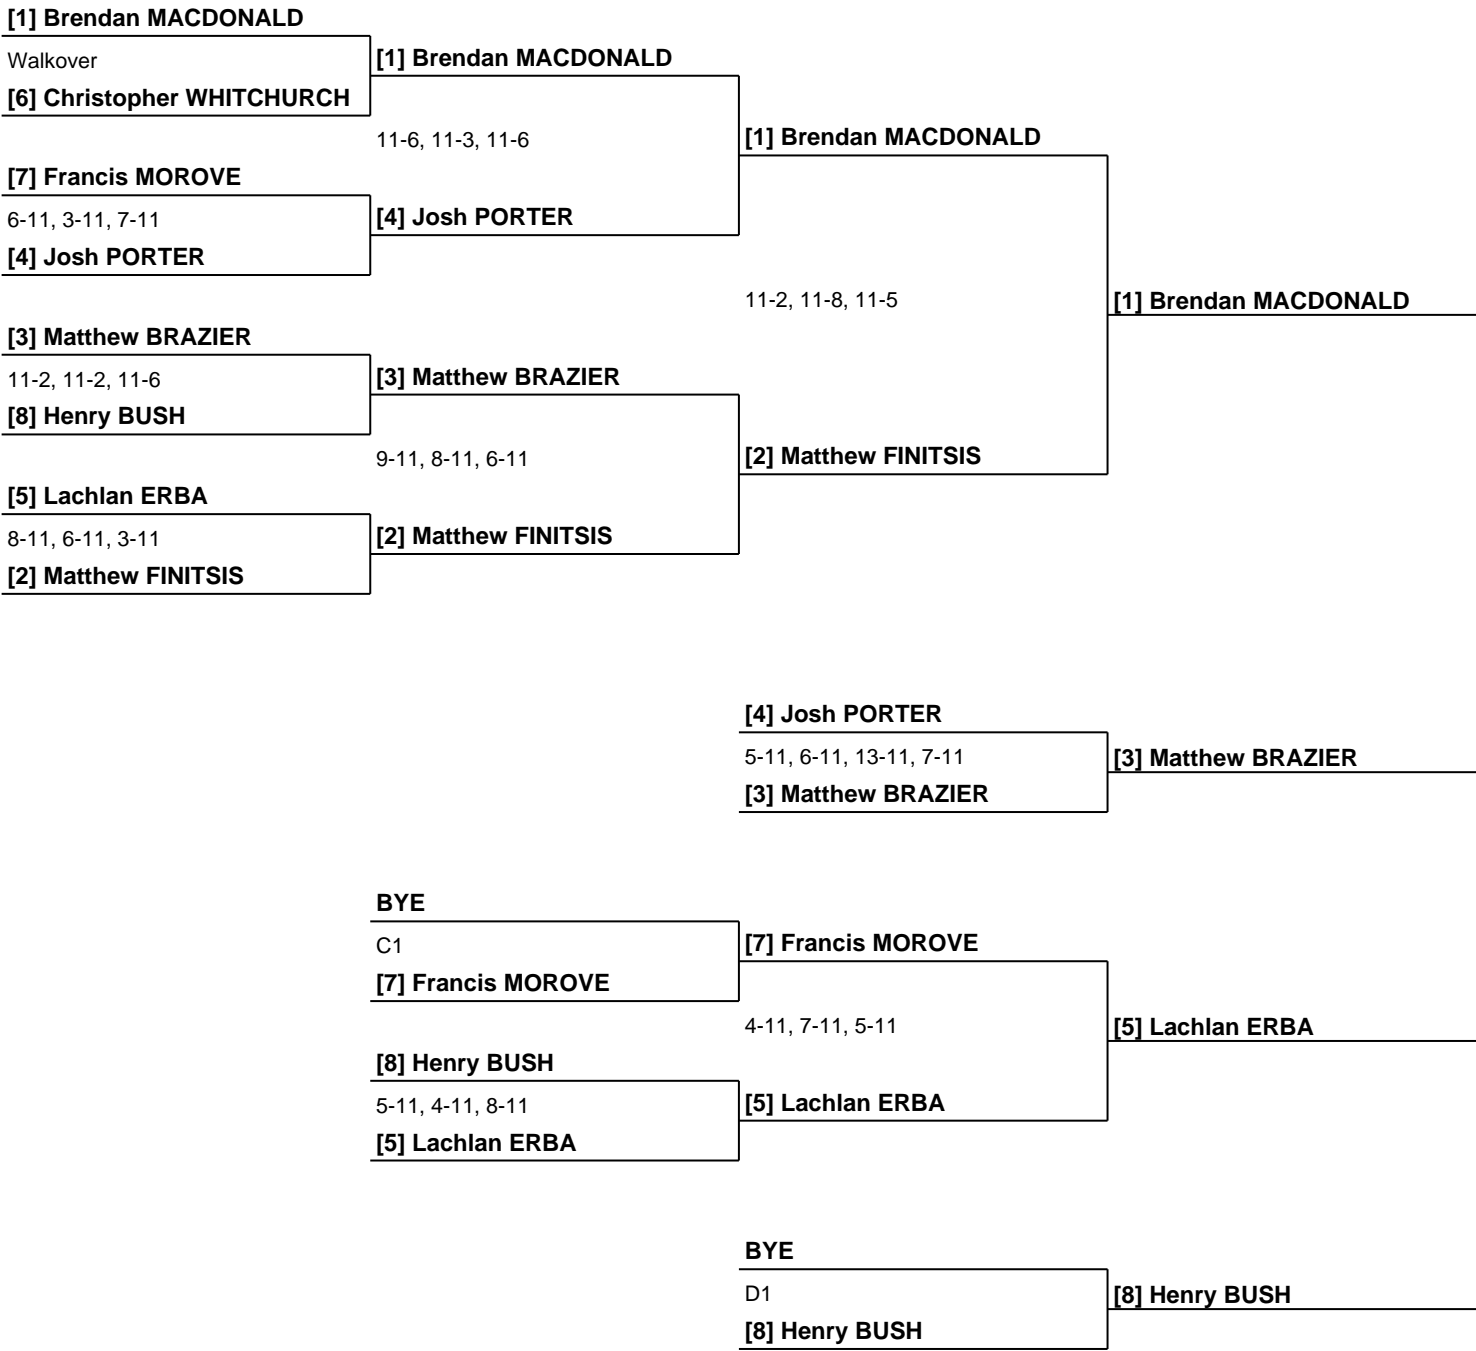 [1] Brendan MACDONALD
Walkover
[6] Christopher WHITCHURCH
[1] Brendan MACDONALD
11-6, 11-3, 11-6
[7] Francis MOROVE
6-11, 3-11, 7-11
[4] Josh PORTER
[4] Josh PORTER
[1] Brendan MACDONALD
11-2, 11-8, 11-5
[1] Brendan MACDONALD
[3] Matthew BRAZIER
11-2, 11-2, 11-6
[8] Henry BUSH
[3] Matthew BRAZIER
9-11, 8-11, 6-11
[2] Matthew FINITSIS
[5] Lachlan ERBA
8-11, 6-11, 3-11
[2] Matthew FINITSIS
[2] Matthew FINITSIS
[4] Josh PORTER
5-11, 6-11, 13-11, 7-11
[3] Matthew BRAZIER
[3] Matthew BRAZIER
BYE
C1
[7] Francis MOROVE
[7] Francis MOROVE
4-11, 7-11, 5-11
[5] Lachlan ERBA
[8] Henry BUSH
5-11, 4-11, 8-11
[5] Lachlan ERBA
[5] Lachlan ERBA
BYE
D1
[8] Henry BUSH
[8] Henry BUSH